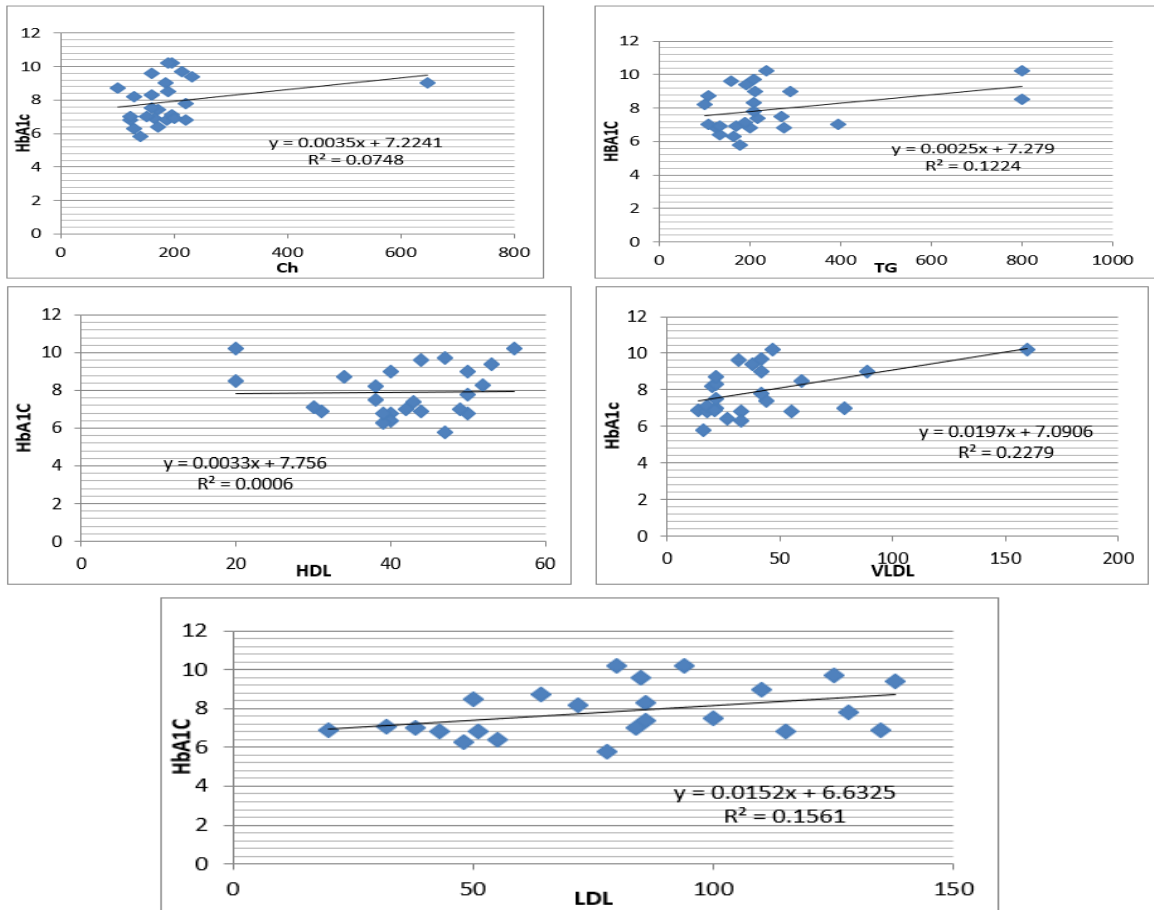 12
10
8
6
4
2
0
HbA1c
y = 0.0035x + 7.2241
R² = 0.0748
0 200 400 600 800
Ch
12
10
8
6
4
2
0
HBA1C
y = 0.0025x + 7.279
R² = 0.1224
0 200 400 600 800 1000
TG
12
10
8
6
4
2
0
HbA1C
y = 0.0033x + 7.756
R² = 0.0006
0 20 40 60
HDL
12
10
8
6
4
2
0
HbA1c
y = 0.0197x + 7.0906
R² = 0.2279
0 50 100 150 200
VLDL
12
10
8
6
4
2
0
HbA1C
y = 0.0152x + 6.6325
R² = 0.1561
0 50 100 150
LDL